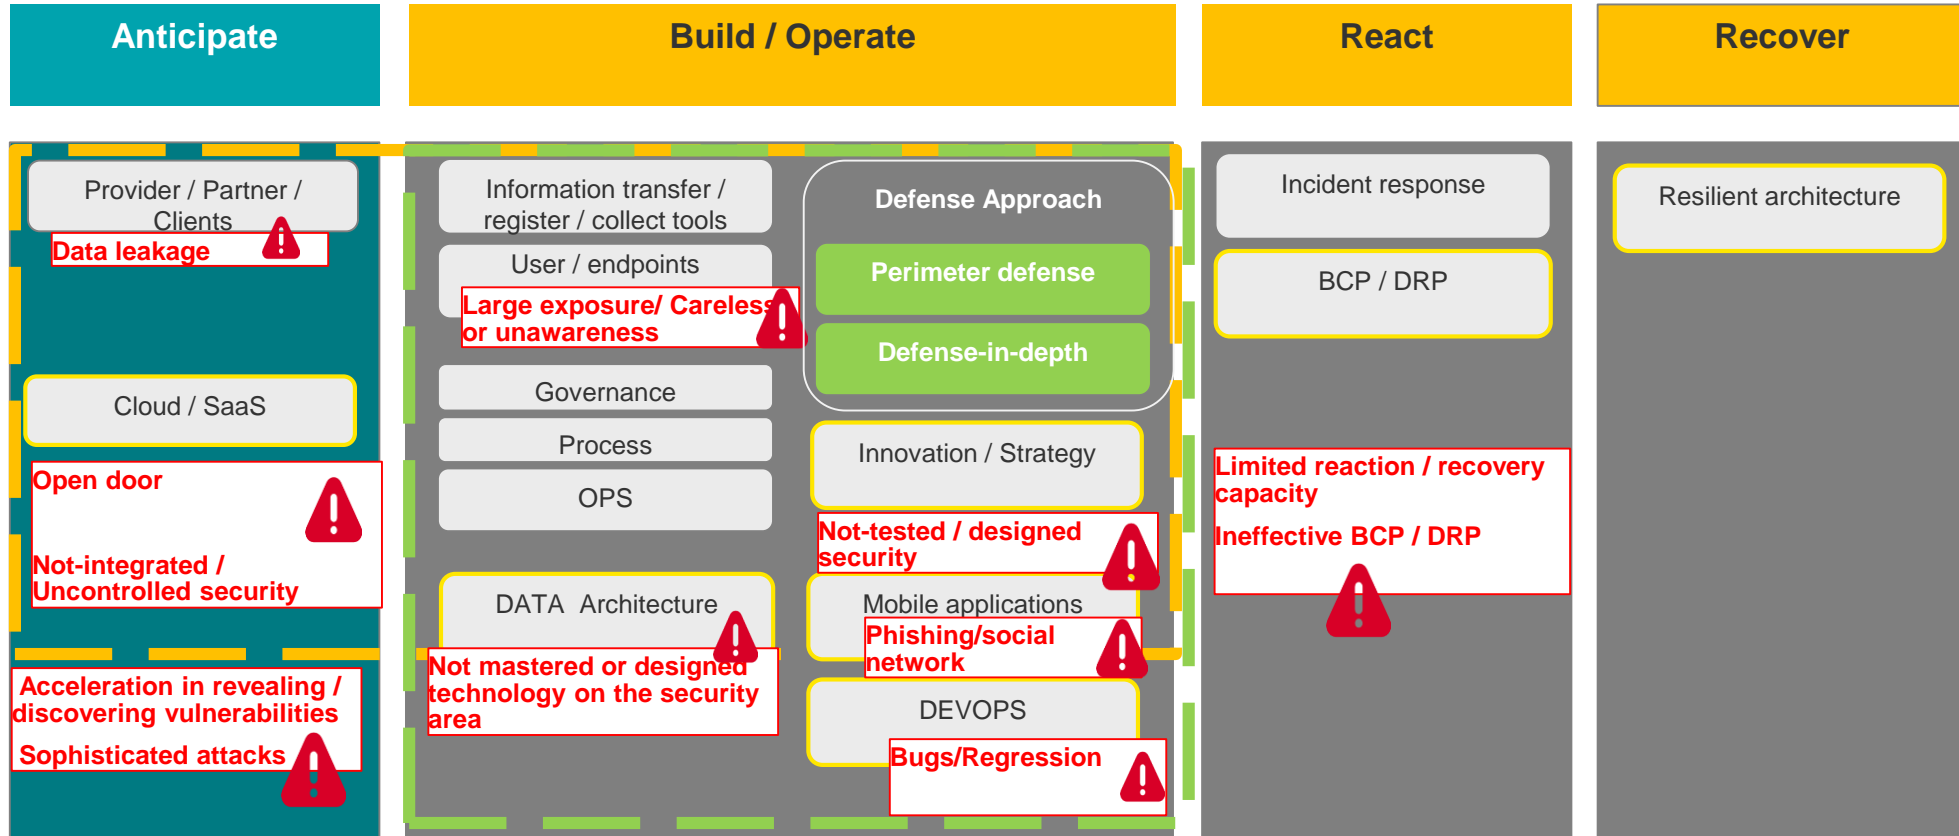 Anticipate
Build / Operate
React
Recover
Provider / Partner /
Clients
Data leakage
Cloud / SaaS
Open door
Not-integrated /
Uncontrolled security
Acceleration in revealing /
discovering vulnerabilities
Sophisticated attacks
Information transfer /
register / collect tools
User / endpoints
Large exposure/ Careless
or unawareness
Governance
Process
OPS
DATA  Architecture
Not mastered or designed
technology on the security
area
Defense Approach
Perimeter defense
Defense-in-depth
Innovation / Strategy
Not-tested / designed
security
Mobile applications
Phishing/social
network
DEVOPS
Bugs/Regression
Incident response
BCP / DRP
Limited reaction / recovery
capacity
Ineffective BCP / DRP
Resilient architecture